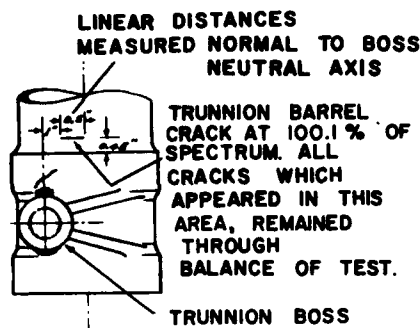 LINEAR DISTANCES
MEASURED NORMAL TO BOSS
NEUTRAL AXIS
TRUNNION BARREL
CRACK AT 100.1 % OF
SPECTRUM. ALL
CRACKS WHICH
APPEARED IN THIS
AREA, REMAINED
THROUGH
BALANCE OF TEST.
TRUNNION BOSS